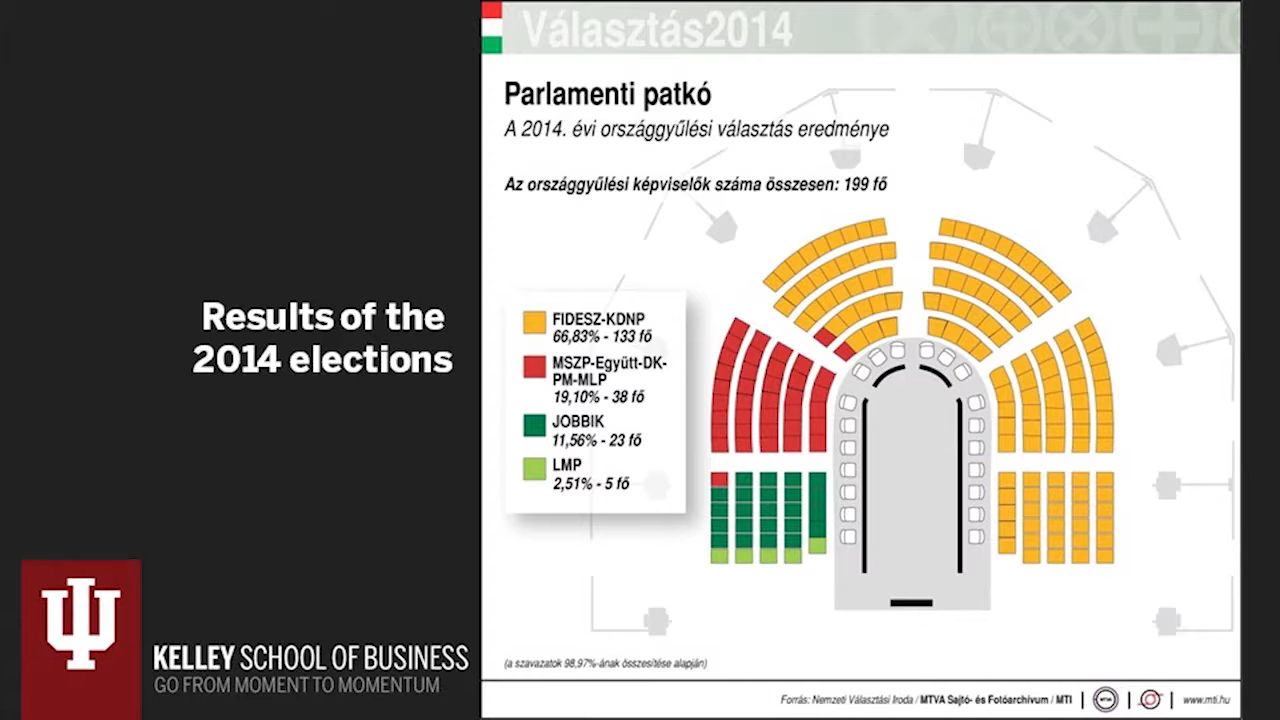 Választás2014
Parlamenti patkó
A 2014. évi országgyűlési választás eredménye
Az országgyűlési képviselők száma összesen: 199 fő
FIDESZ-KDNP
66,83% - 133 fő
MSZP-Együtt-DK-
PM-MLP
19,10% - 38 fő
JOBBIK
11,56% - 23 fő
LMP
2,51% - 5 fő
Results of the
2014 elections
KELLEY SCHOOL OF BUSINESS
GO FROM MOMENT TO MOMENTUM
(a szavazatok 98,97%-ának összesítése alapján)
Forrás: Nemzeti Választási Iroda / MTVA Sajtó- és Fotóarchívum / MTI
www.mti.hu